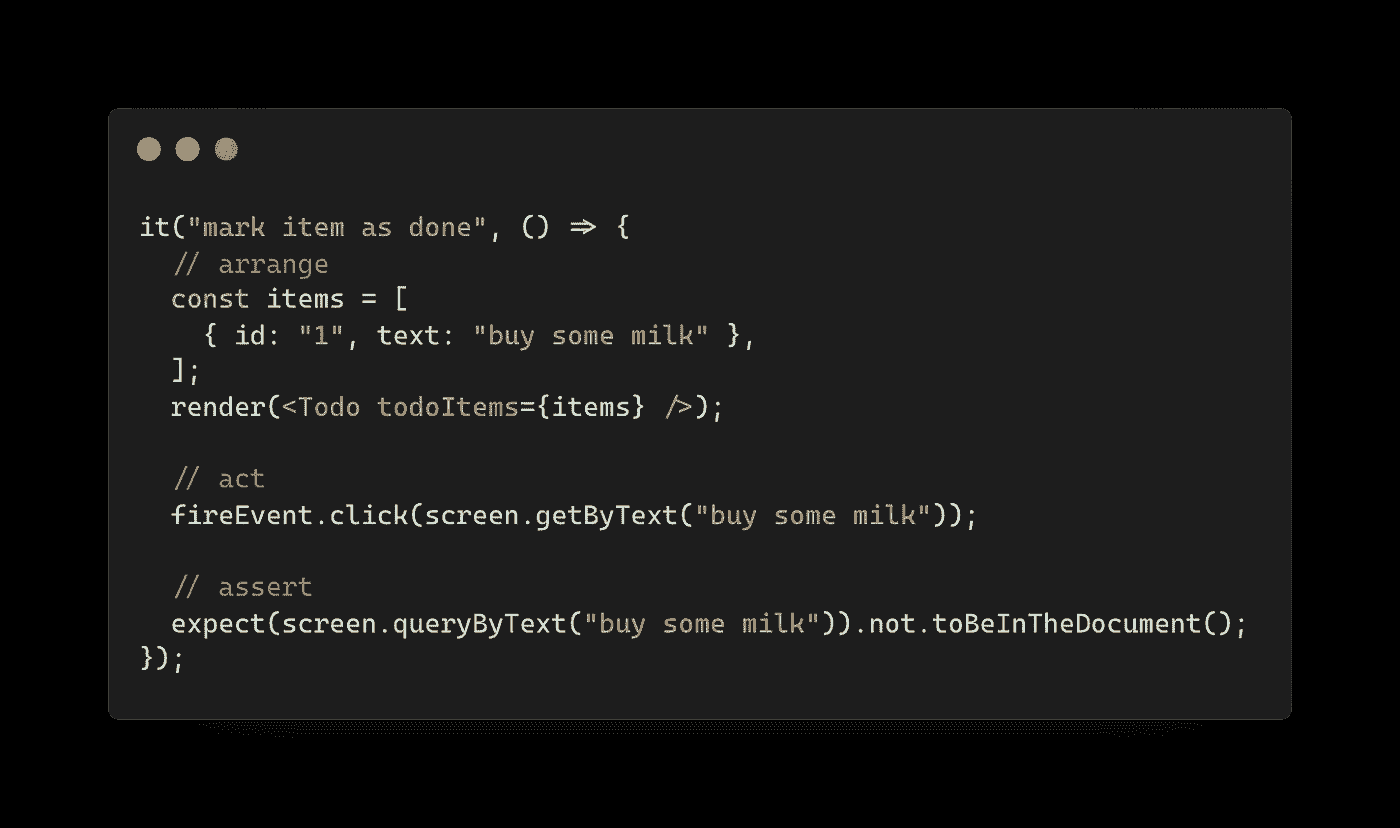 it("mark item as done", () => {
  // arrange
  const items = [
    { id: "1", text: "buy some milk" },
  ];
  render(<Todo todoItems={items} />);
  // act
  fireEvent.click(screen.getByText("buy some milk"));
  // assert
  expect(screen.queryByText("buy some milk")).not.toBeInTheDocument();
});